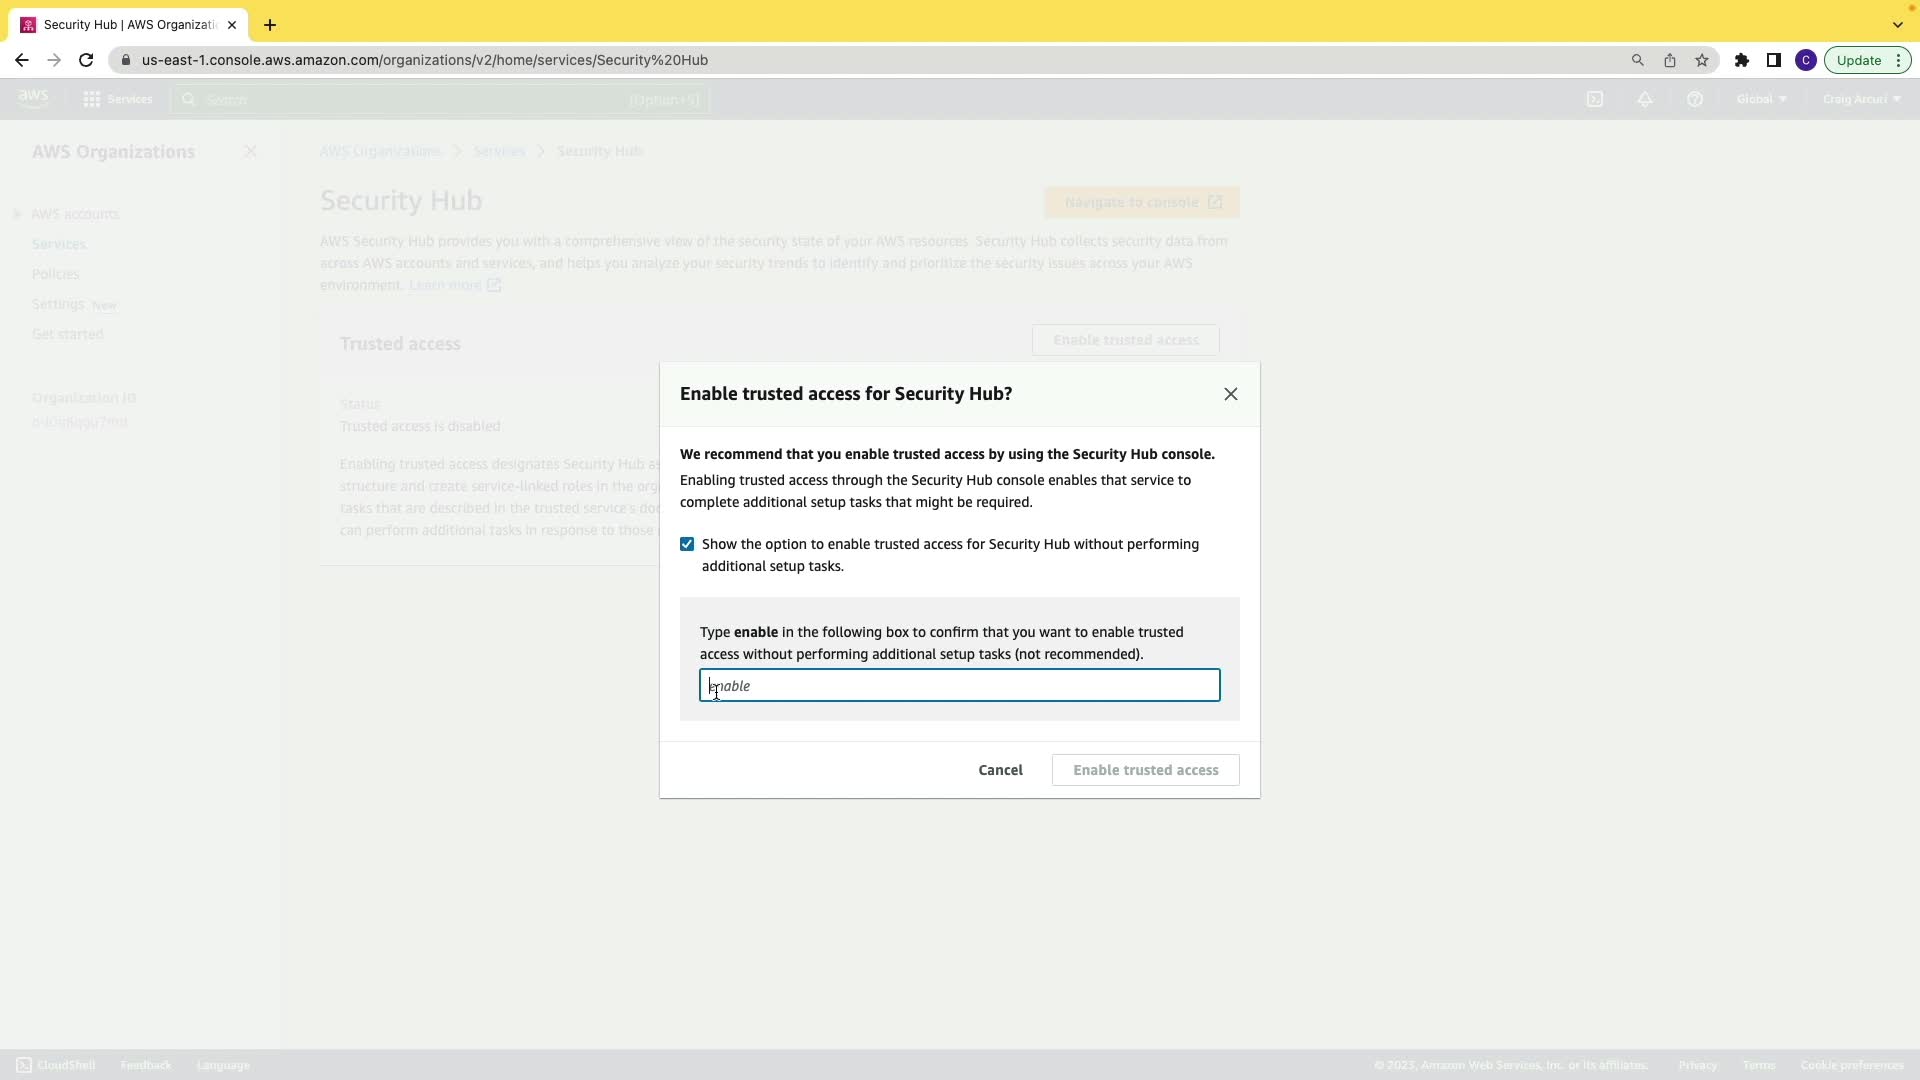 Security Hub | AWS Organizati
us-east-1.console.aws.amazon.com/organizations/v2/home/services/Security%20Hub
C
Update
aws
Services
Search
[Option+S]
Global
Craig Arcuri
AWS Organizations
AWS accounts
Services
Policies
Settings New
Get started
Organization ID
AWS Organizations
Services
Security Hub
Security Hub
Navigate to console
AWS Security Hub provides you with a comprehensive view of the security state of your AWS resources. Security Hub collects security data from
across AWS accounts and services, and helps you analyze your security trends to identify and prioritize the security issues across your AWS
environment. Learn more
Trusted access
Enable trusted access
Status
Trusted access is disabled
Enabling trusted access designates Security Hub as
structure and create service-linked roles in the
tasks that are described in the trusted service's
can perform additional tasks in response to those
Enable trusted access for Security Hub?
We recommend that you enable trusted access by using the Security Hub console.
Enabling trusted access through the Security Hub console enables that service to
complete additional setup tasks that might be required.
Show the option to enable trusted access for Security Hub without performing
additional setup tasks.
Type enable in the following box to confirm that you want to enable trusted
access without performing additional setup tasks (not recommended).
enable
Cancel
Enable trusted access
CloudShell
Feedback
Language
© 2023, Amazon Web Services, Inc. or its affiliates.
Privacy
Terms
Cookie preferences